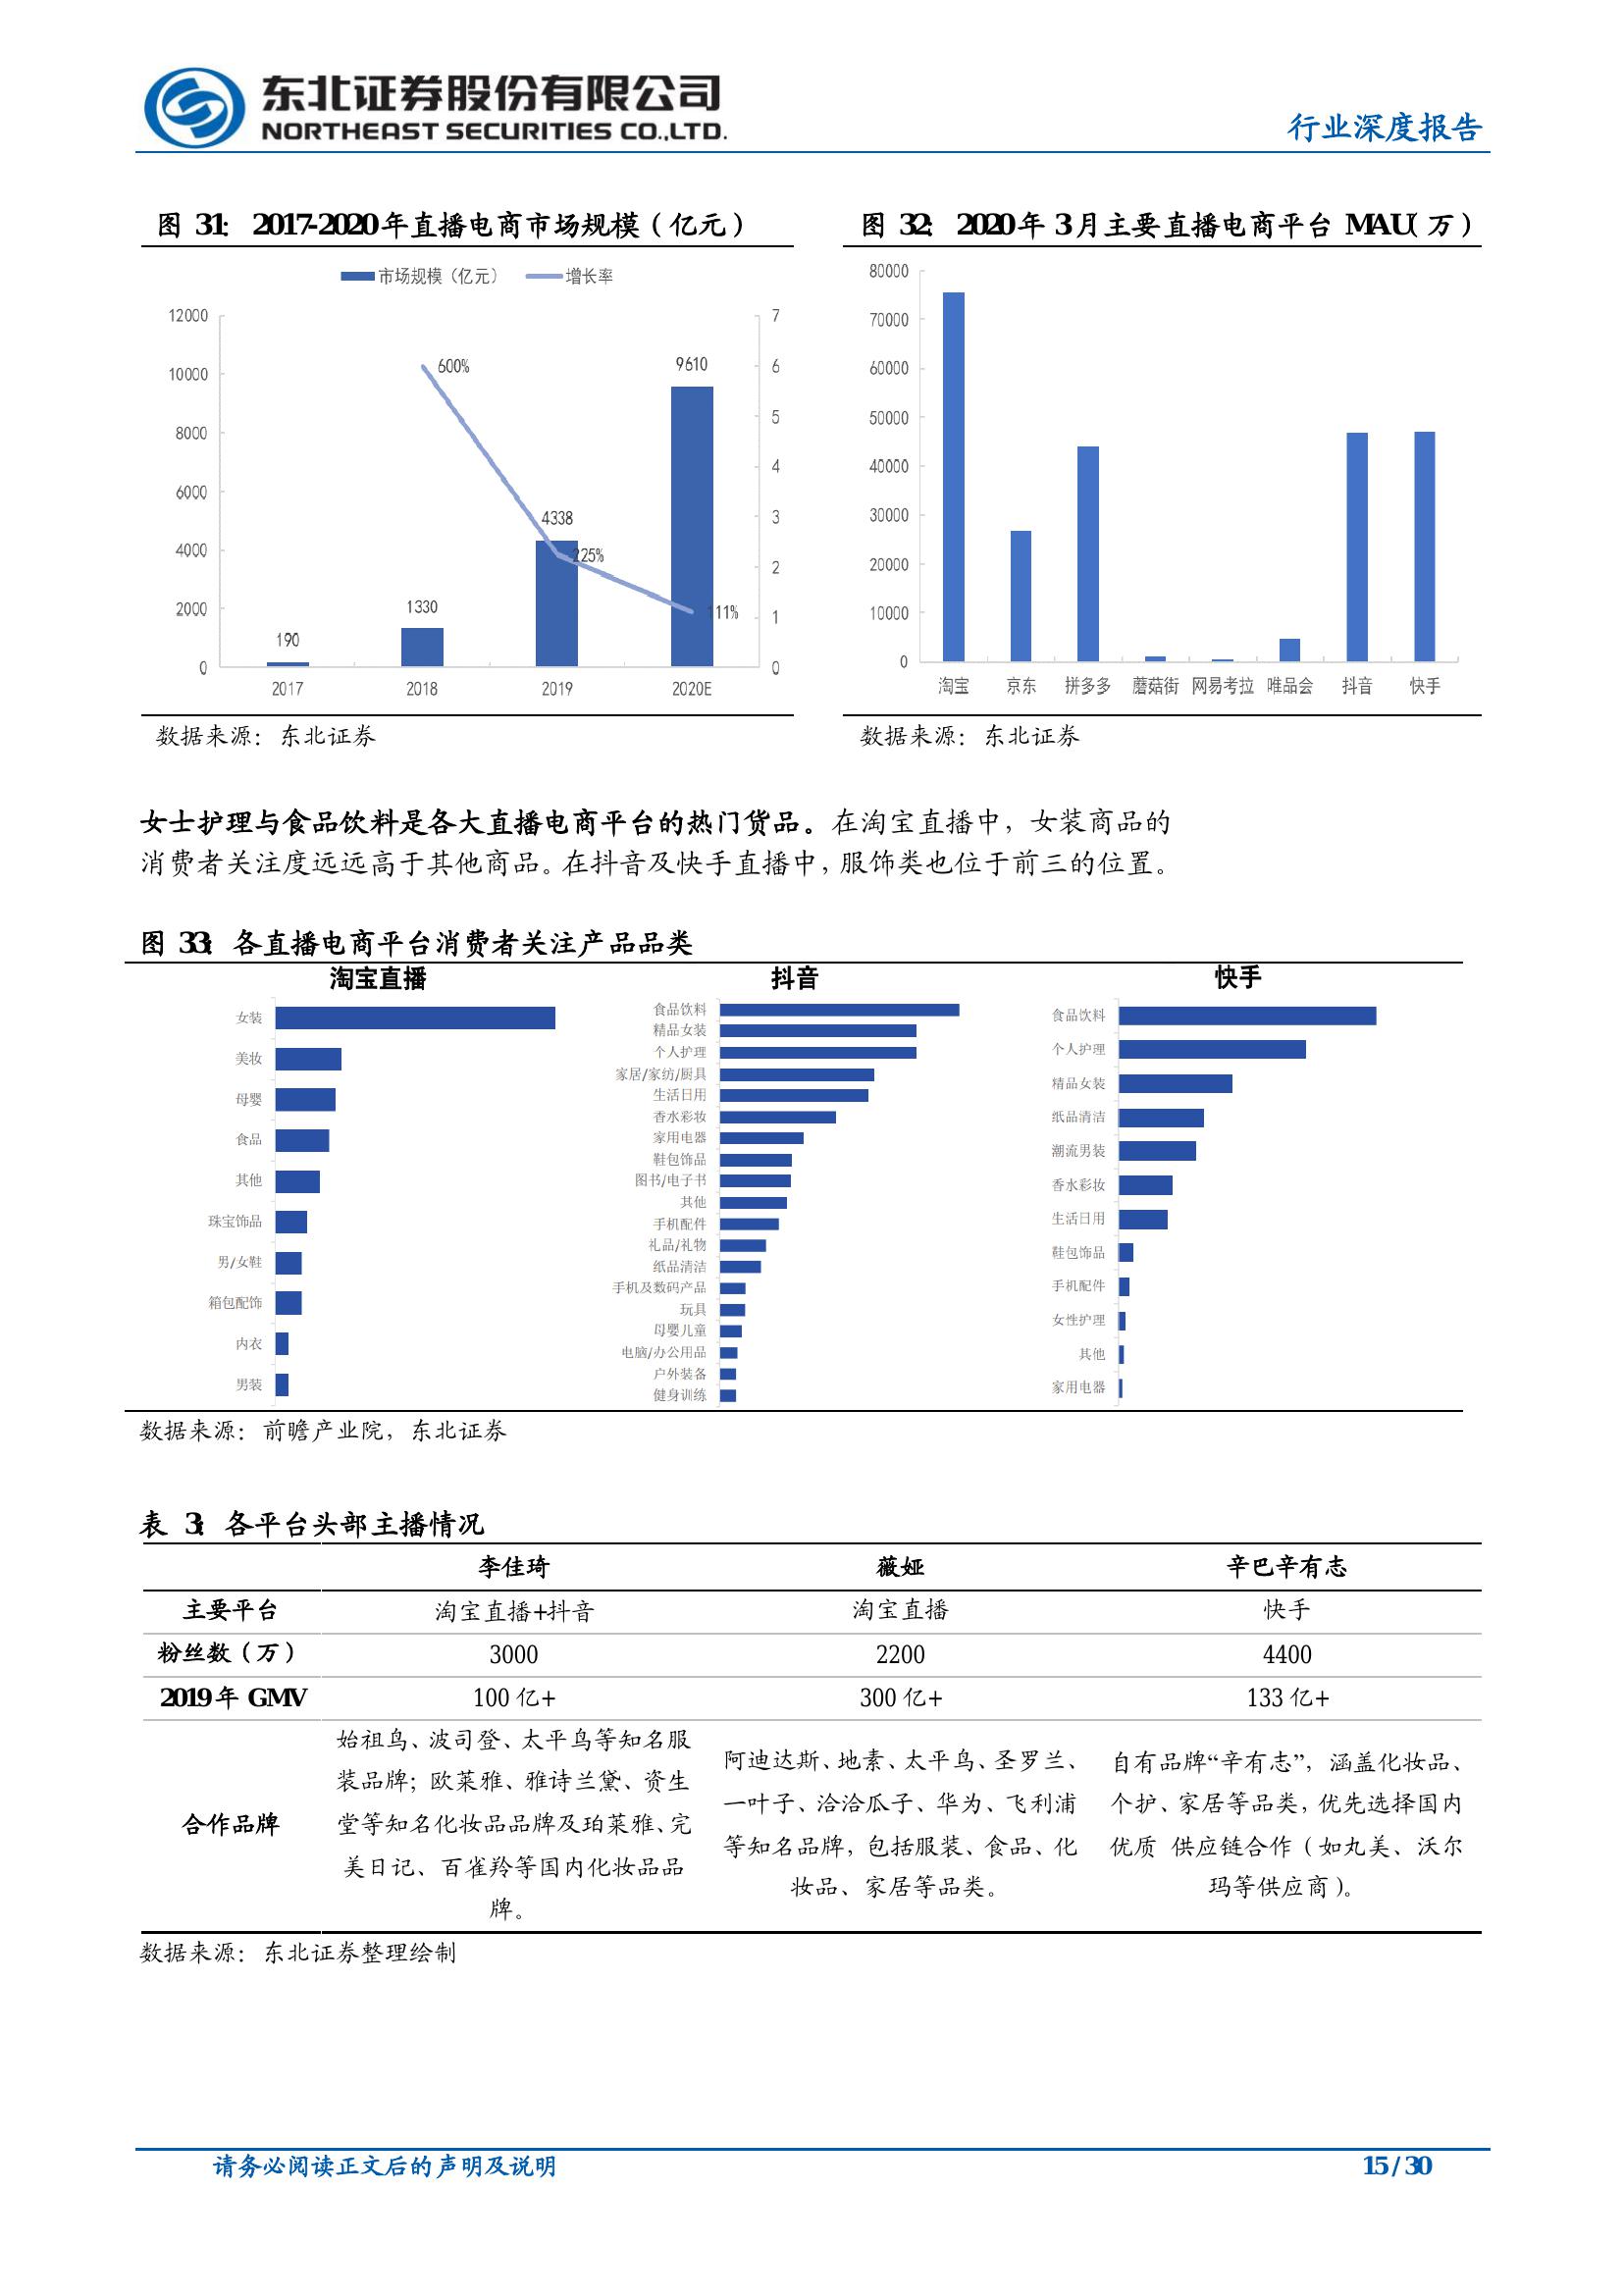 东北证券股份有限公司
NORTHEAST SECURITIES CO.,LTD.
行业深度报告
图 31: 2017-2020年直播电商市场规模（亿元）
市场规模（亿元） 增长率
12000
10000
8000
6000
4000
2000
0
7
6
5
4
3
2
1
0
190
1330
4338
9610
600%
225%
111%
2017 2018 2019 2020E
数据来源：东北证券
图 32: 2020年 3月主要直播电商平台 MAU（万）
80000
70000
60000
50000
40000
30000
20000
10000
0
淘宝 京东 拼多多 蘑菇街 网易考拉 唯品会 抖音 快手
数据来源：东北证券
女士护理与食品饮料是各大直播电商平台的热门货品。在淘宝直播中，女装商品的
消费者关注度远远高于其他商品。在抖音及快手直播中，服饰类也位于前三的位置。
图 33: 各直播电商平台消费者关注产品品类
淘宝直播
女装
美妆
母婴
食品
其他
珠宝饰品
男/女鞋
箱包配饰
内衣
男装
抖音
食品饮料
精品女装
个人护理
家居/家纺/厨具
生活日用
香水彩妆
家用电器
鞋包饰品
图书/电子书
其他
手机配件
礼品/礼物
纸品清洁
手机及数码产品
玩具
母婴儿童
电脑/办公用品
户外装备
健身训练
快手
食品饮料
个人护理
精品女装
纸品清洁
潮流男装
香水彩妆
生活日用
鞋包饰品
手机配件
女性护理
其他
家用电器
数据来源：前瞻产业院，东北证券
表 3: 各平台头部主播情况
李佳琦 薇娅 辛巴辛有志
主要平台 淘宝直播+抖音 淘宝直播 快手
粉丝数（万） 3000 2200 4400
2019年 GMV 100 亿+ 300 亿+ 133 亿+
合作品牌
始祖鸟、波司登、太平鸟等知名服
装品牌；欧莱雅、雅诗兰黛、资生
堂等知名化妆品品牌及珀莱雅、完
美日记、百雀羚等国内化妆品品
牌。
阿迪达斯、地素、太平鸟、圣罗兰、
一叶子、洽洽瓜子、华为、飞利浦
等知名品牌，包括服装、食品、化
妆品、家居等品类。
自有品牌“辛有志”，涵盖化妆品、
个护、家居等品类，优先选择国内
优质 供应链合作（如丸美、沃尔
玛等供应商）。
数据来源：东北证券整理绘制
请务必阅读正文后的声明及说明
15 / 30